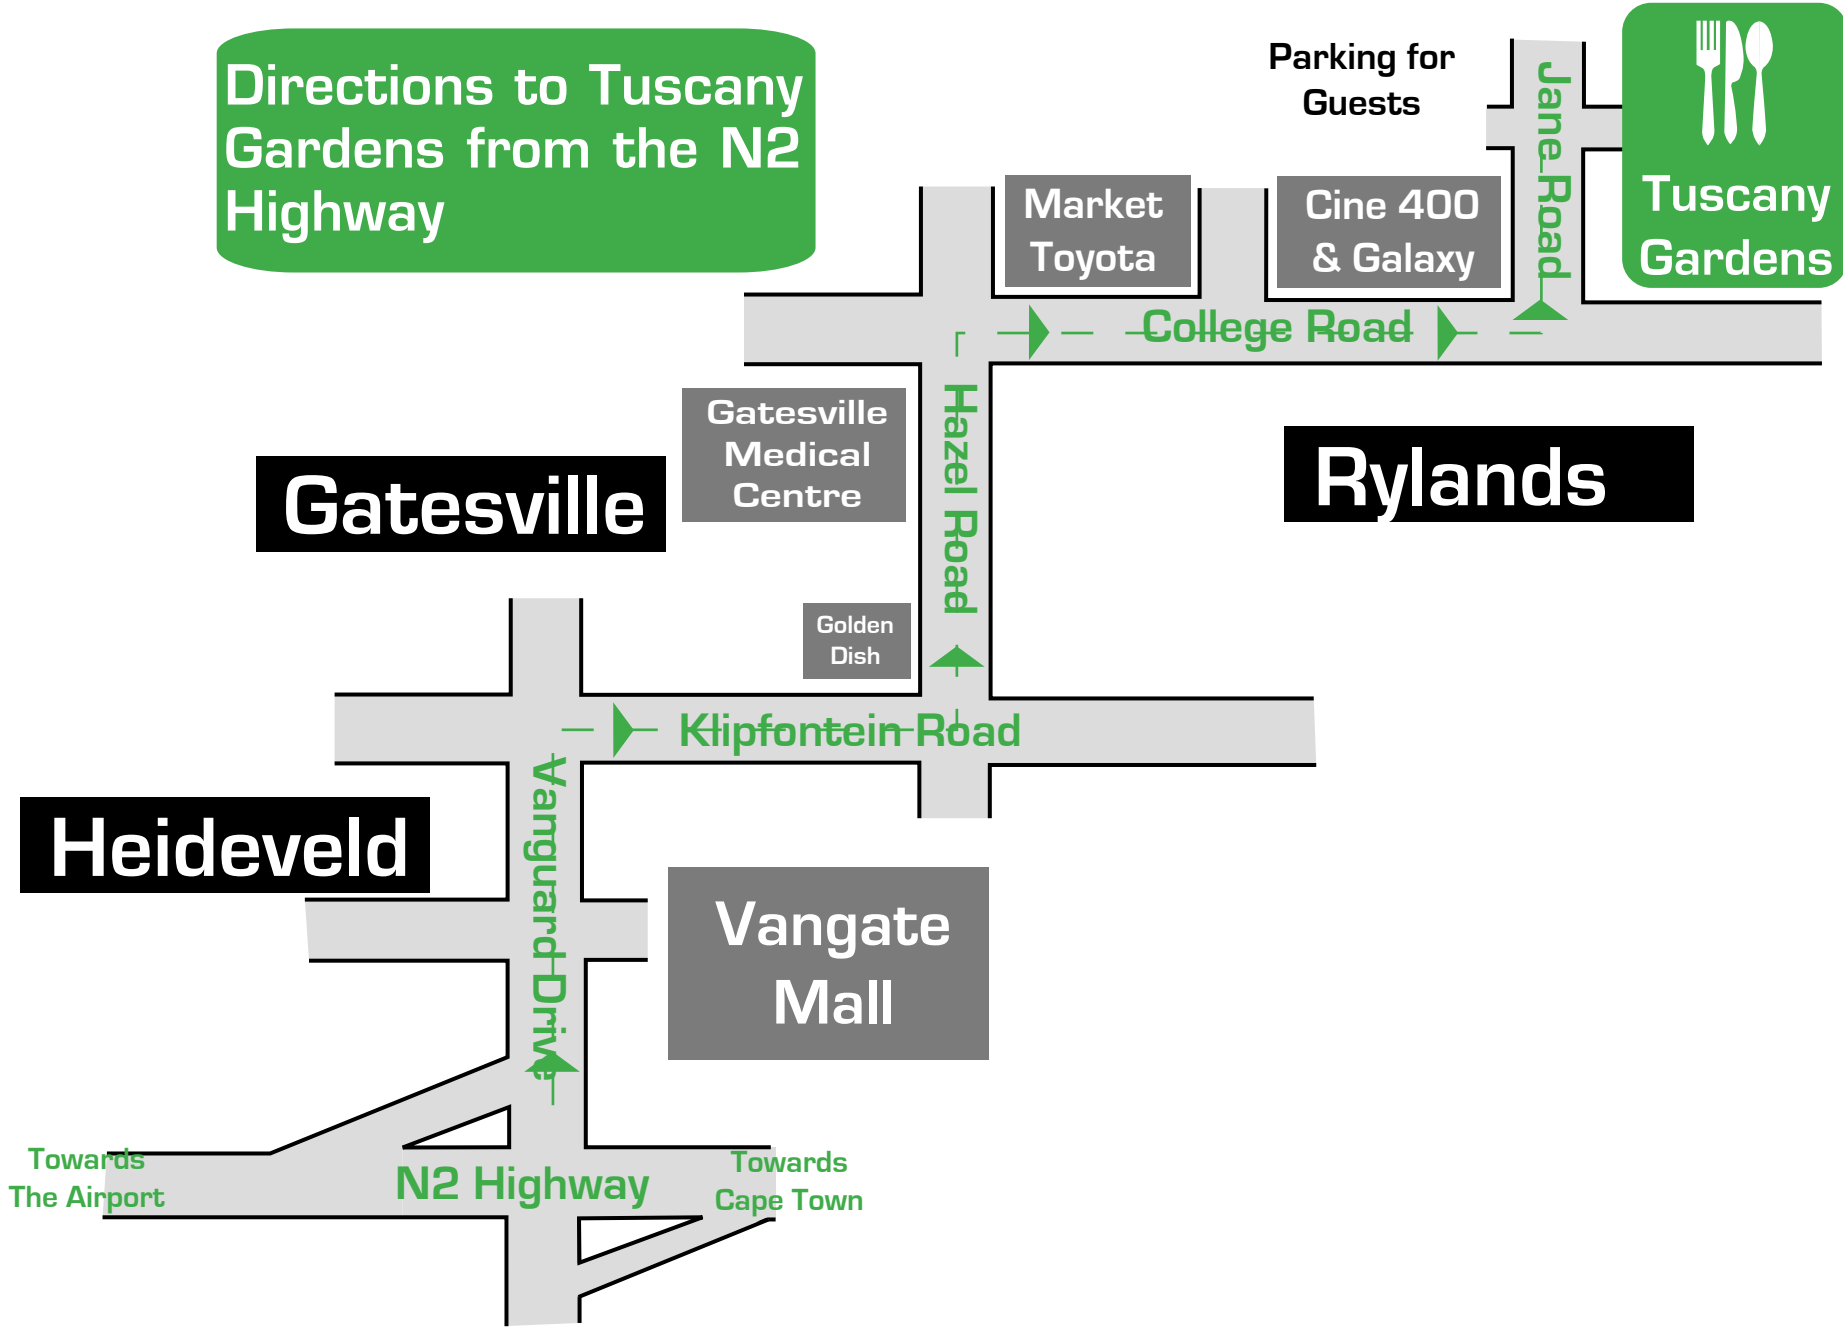 Directions to Tuscany
Gardens from the N2
Highway
Parking for
Guests
Jane Road
Tuscany
Gardens
Market
Toyota
Cine 400
& Galaxy
College Road
Gatesville
Medical
Centre
Hazel Road
Gatesville
Rylands
Golden
Dish
Klipfontein Road
Vanguard Drive
Heideveld
Vangate
Mall
Towards
The Airport
N2 Highway
Towards
Cape Town